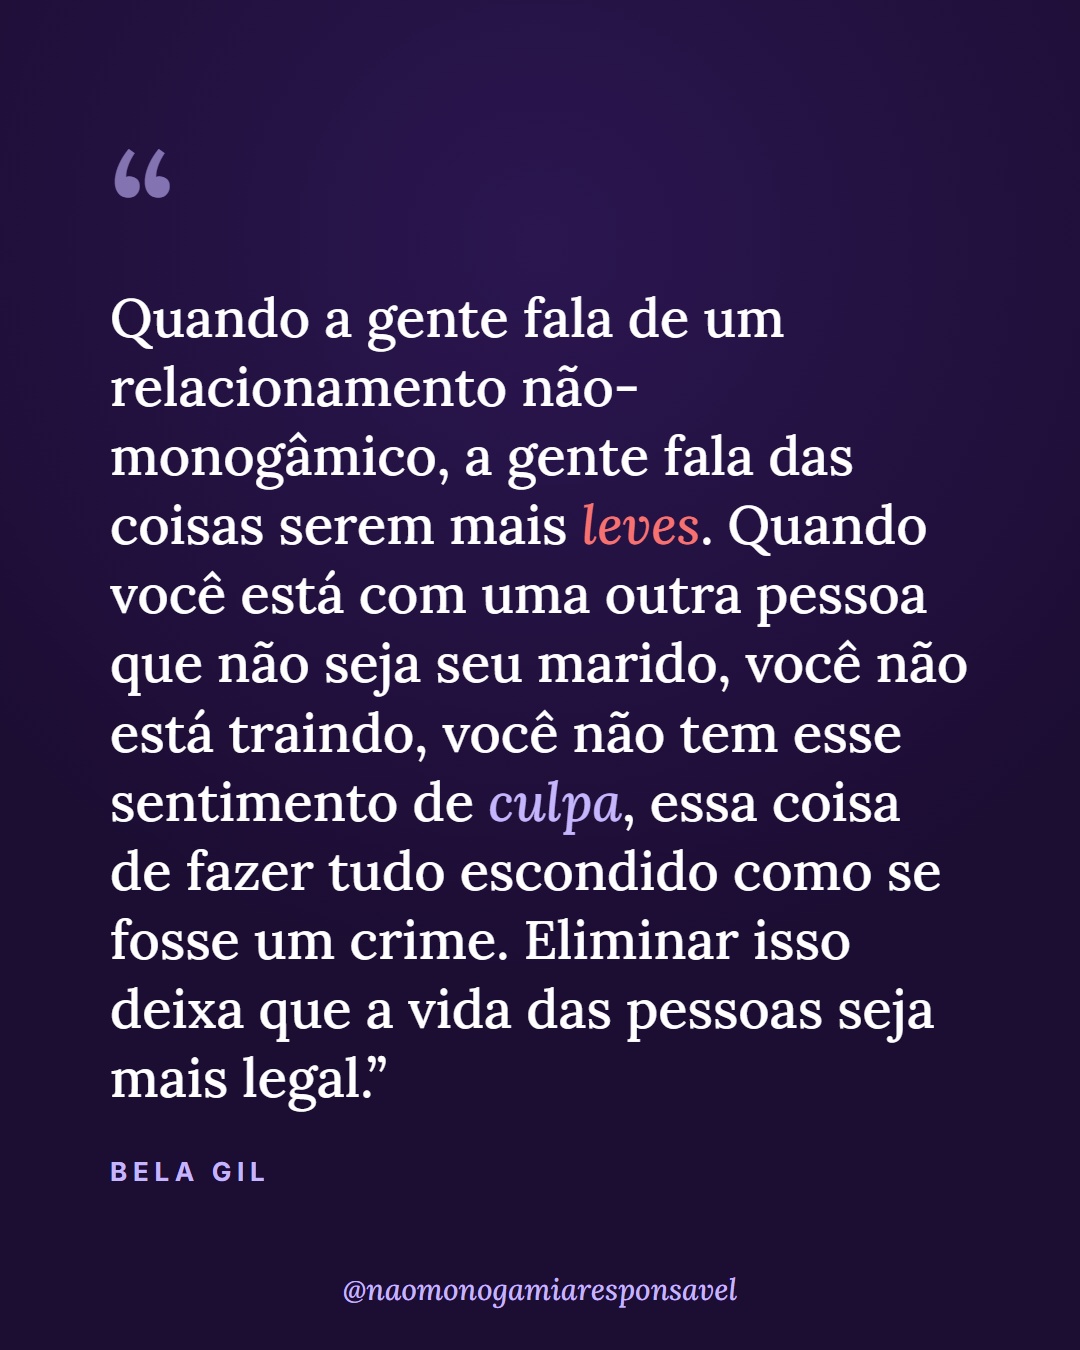 “
Quando a gente fala de um
relacionamento não-
monogâmico, a gente fala das
coisas serem mais leves. Quando
você está com uma outra pessoa
que não seja seu marido, você não
está traindo, você não tem esse
sentimento de culpa, essa coisa
de fazer tudo escondido como se
fosse um crime. Eliminar isso
deixa que a vida das pessoas seja
mais legal.”
BELA GIL
@naomonogamiaresponsavel